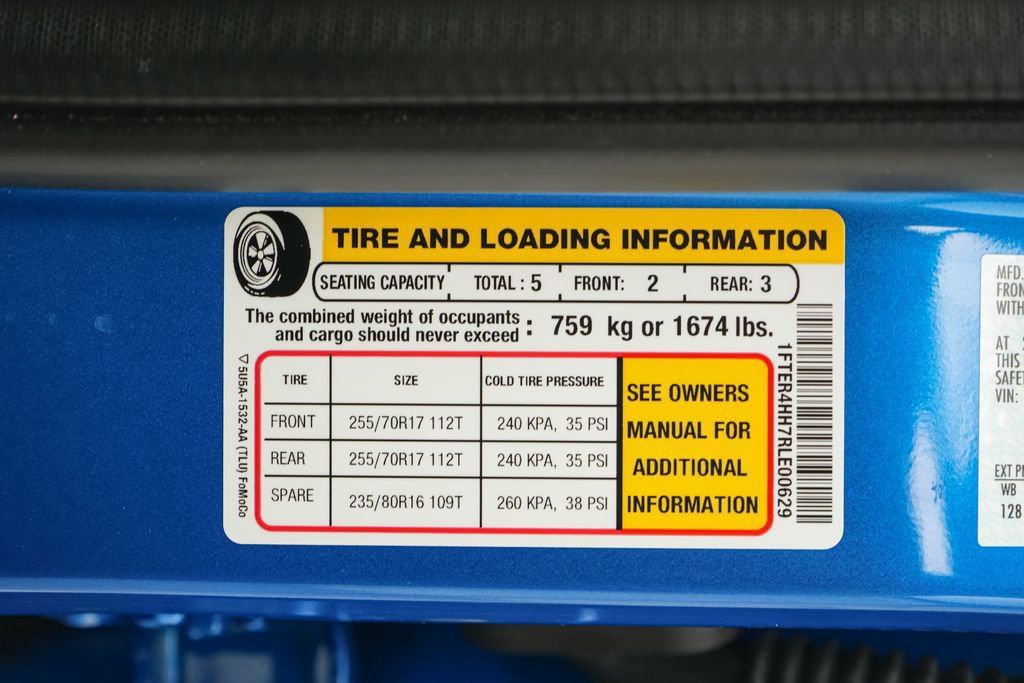 TIRE AND LOADING INFORMATION
SEATING CAPACITY TOTAL : 5 FRONT: 2 REAR: 3
The combined weight of occupants
and cargo should never exceed : 759 kg or 1674 lbs.
TIRE SIZE COLD TIRE PRESSURE
FRONT 255/70R17 112T 240 KPA, 35 PSI
REAR 255/70R17 112T 240 KPA, 35 PSI
SPARE 235/80R16 109T 260 KPA, 38 PSI
SEE OWNERS
MANUAL FOR
ADDITIONAL
INFORMATION
5U5A-1532-AA (TLU) FoMoCo
1FTER4HH7RLE00629
MFD.
FRON
WITH
AT
THIS
SAFET
VIN:
EXT
WB
128